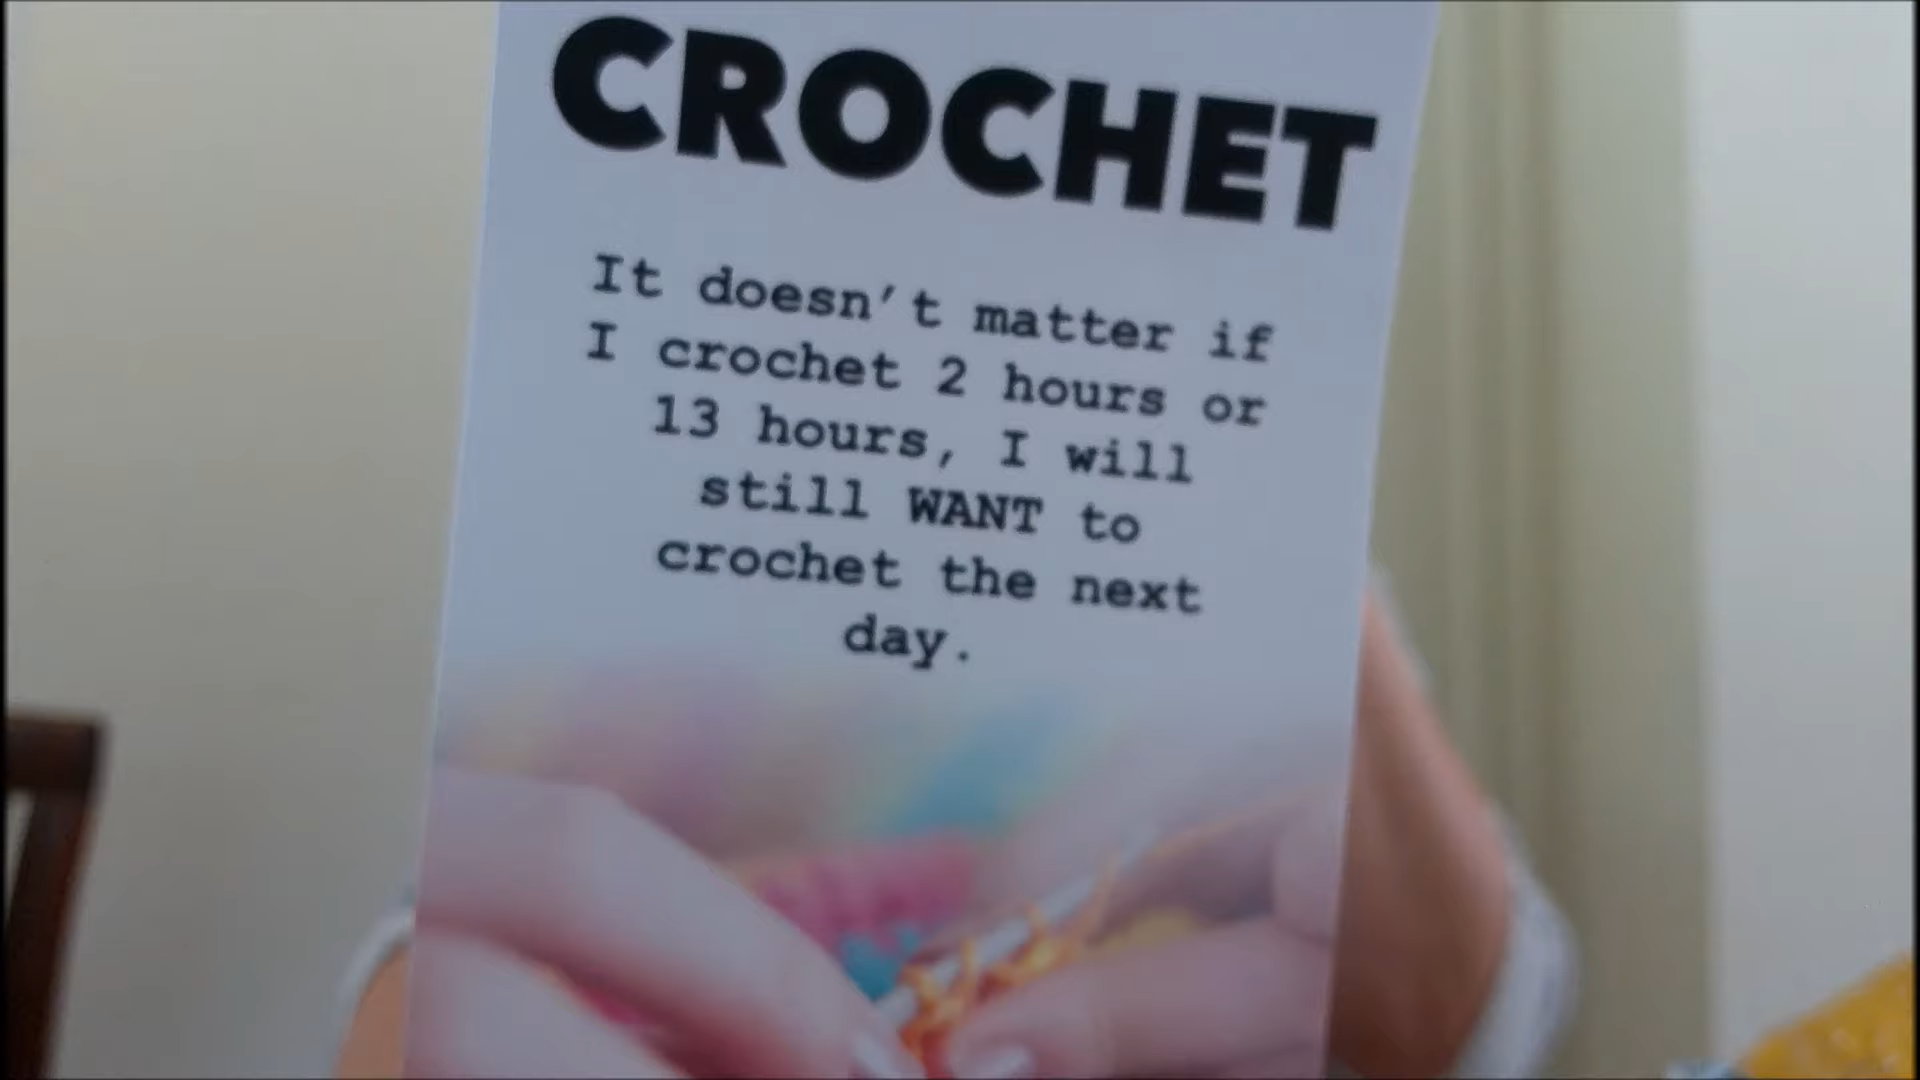 CROCHET
It doesn't matter if
I crochet 2 hours or
13 hours, I will
still WANT to
crochet the next
day.